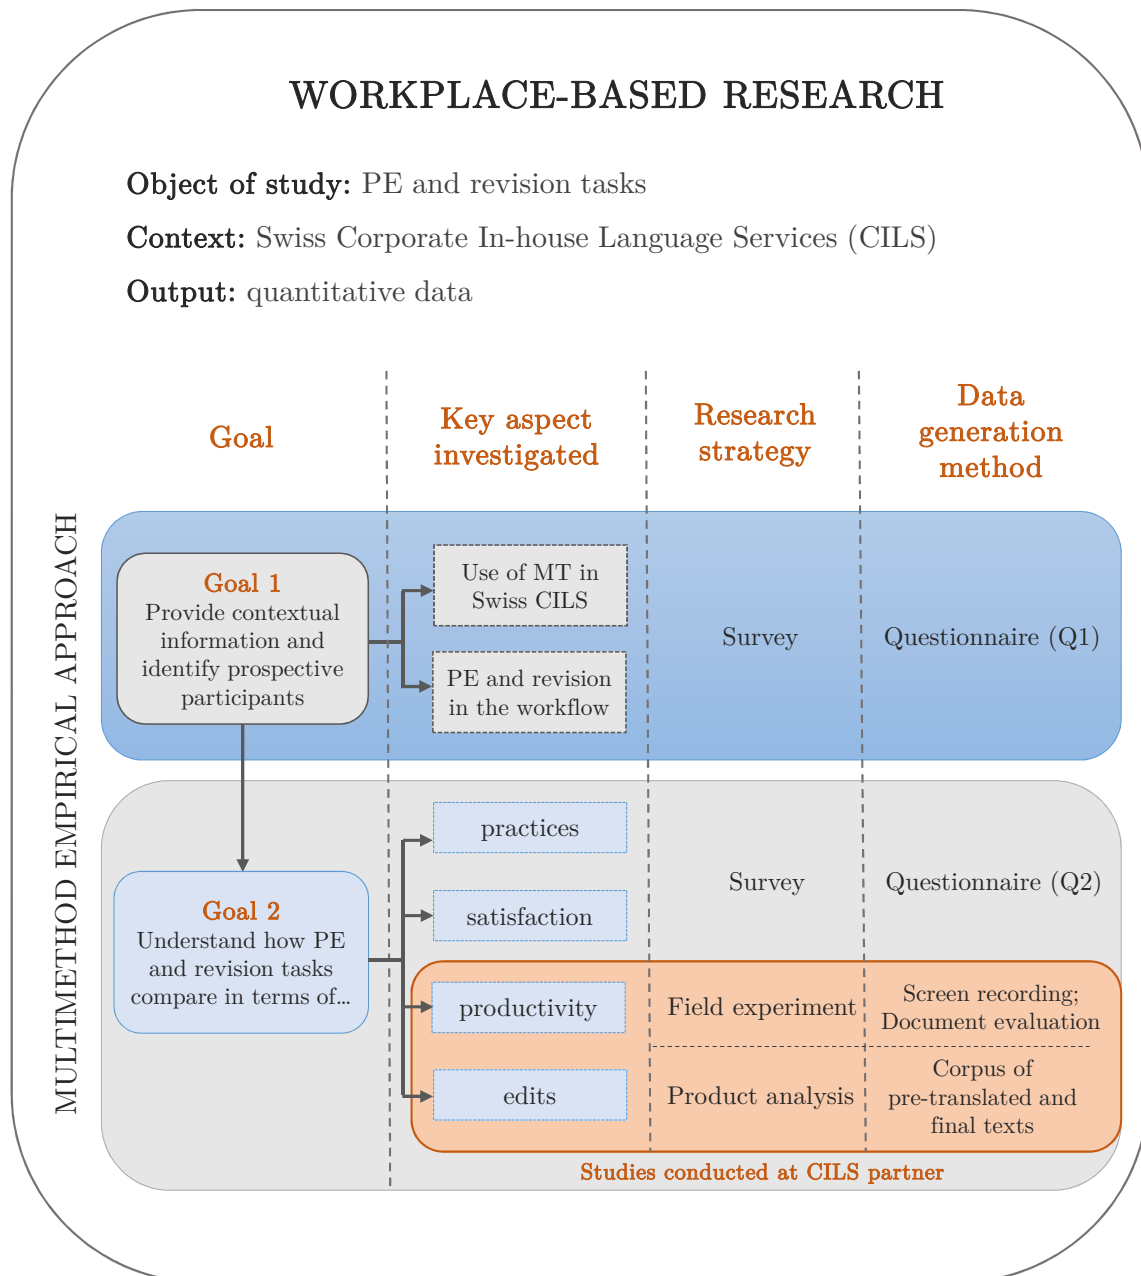 WORKPLACE-BASED RESEARCH
Object of study: PE and revision tasks
Context: Swiss Corporate In-house Language Services (CILS)
Output: quantitative data
Goal
Key aspect
investigated
Research
strategy
Data
generation
method
MULTIMETHOD EMPIRICAL APPROACH
Goal 1
Provide contextual
information and
identify prospective
participants
Use of MT in
Swiss CILS
PE and revision
in the workflow
Survey
Questionnaire (Q1)
Goal 2
Understand how PE
and revision tasks
compare in terms of…
practices
satisfaction
Survey
Questionnaire (Q2)
productivity
Field experiment
Screen recording;
Document evaluation
edits
Product analysis
Corpus of
pre-translated and
final texts
Studies conducted at CILS partner